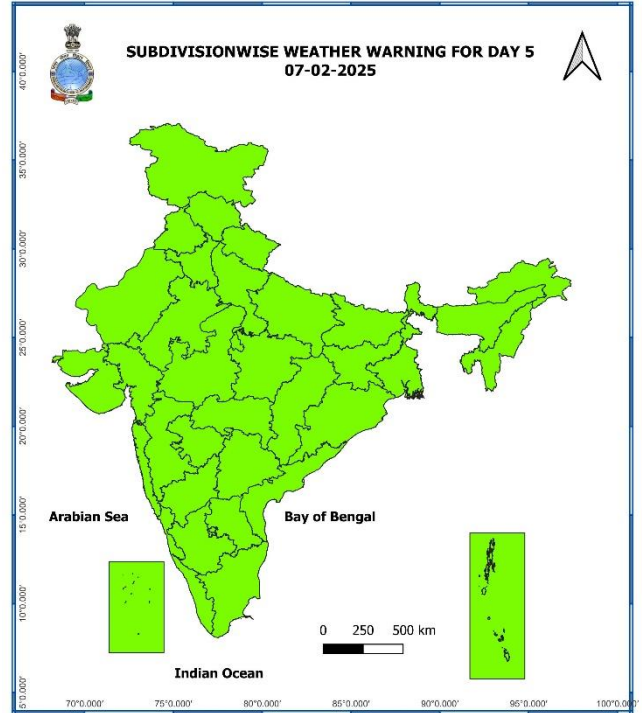 SUBDIVISIONWISE WEATHER WARNING FOR DAY 5
07-02-2025
40°0.000'
35°0.000'
30°0.000'
25°0.000'
20°0.000'
15°0.000'
10°0.000'
5°0.000'
Arabian Sea
Bay of Bengal
0 250 500 km
Indian Ocean
70°0.000' 75°0.000' 80°0.000' 85°0.000' 90°0.000' 95°0.000' 100°0.000'